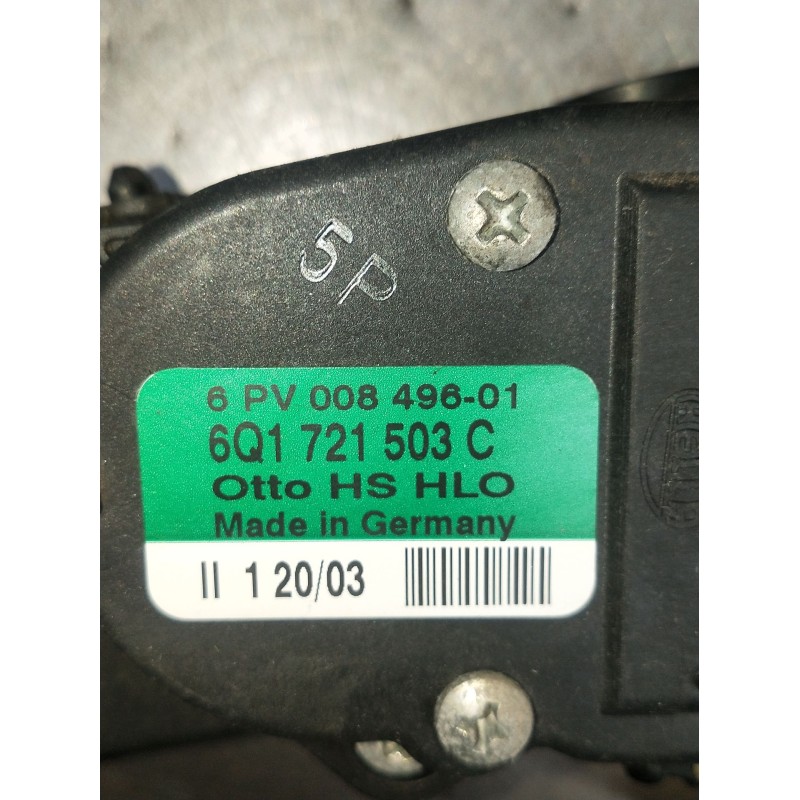 5P
6 PV 008 496-01
6Q1 721 503 C
Otto HS HLO
Made in Germany
II 1 20/03
Hella